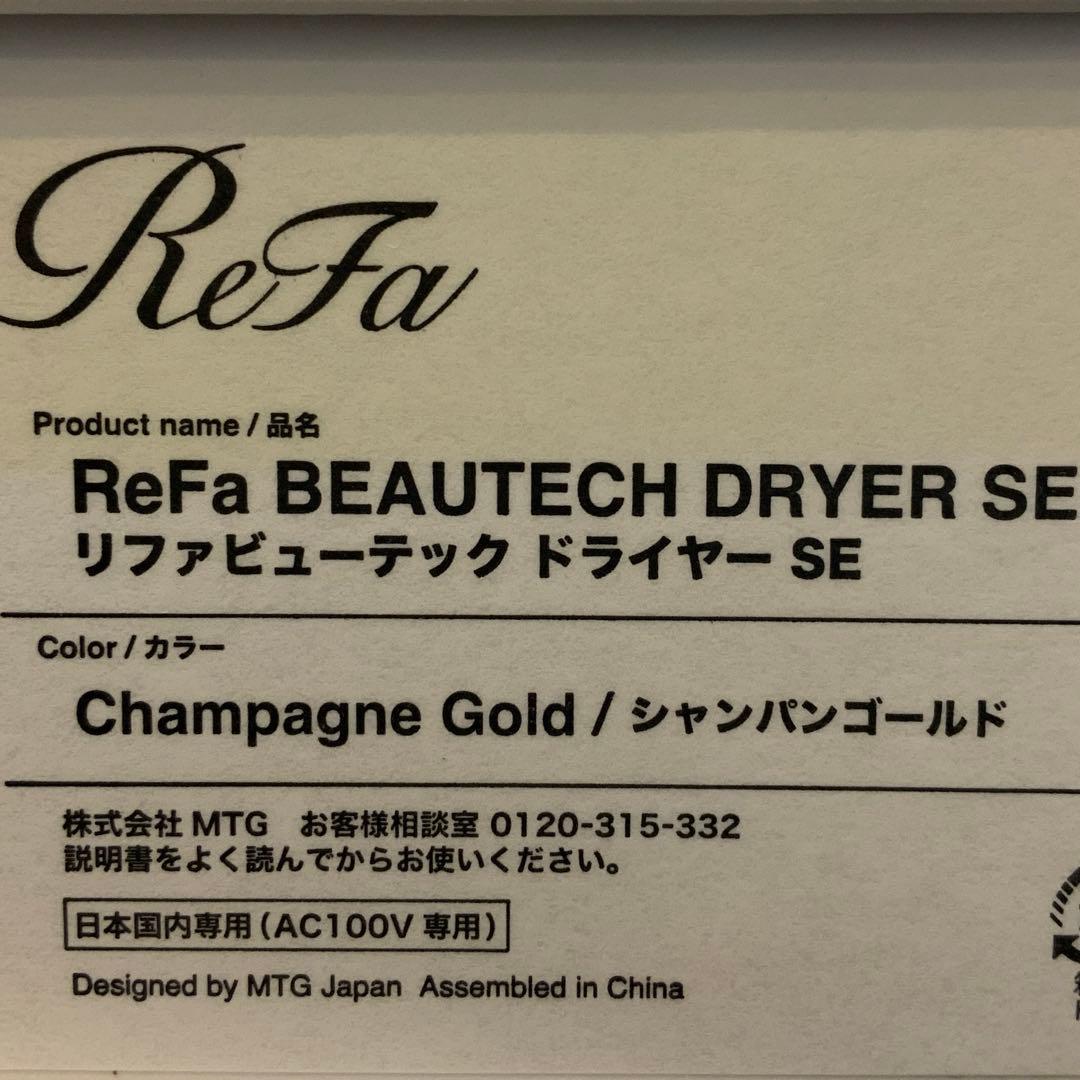 ReFa
Product name / 品名
ReFa BEAUTECH DRYER SE
リファビューテック ドライヤー SE
Color / カラー
Champagne Gold / シャンパンゴールド
株式会社 MTG　お客様相談室 0120-315-332
説明書をよく読んでからお使いください。
日本国内専用(AC100V 専用)
Designed by MTG Japan Assembled in China